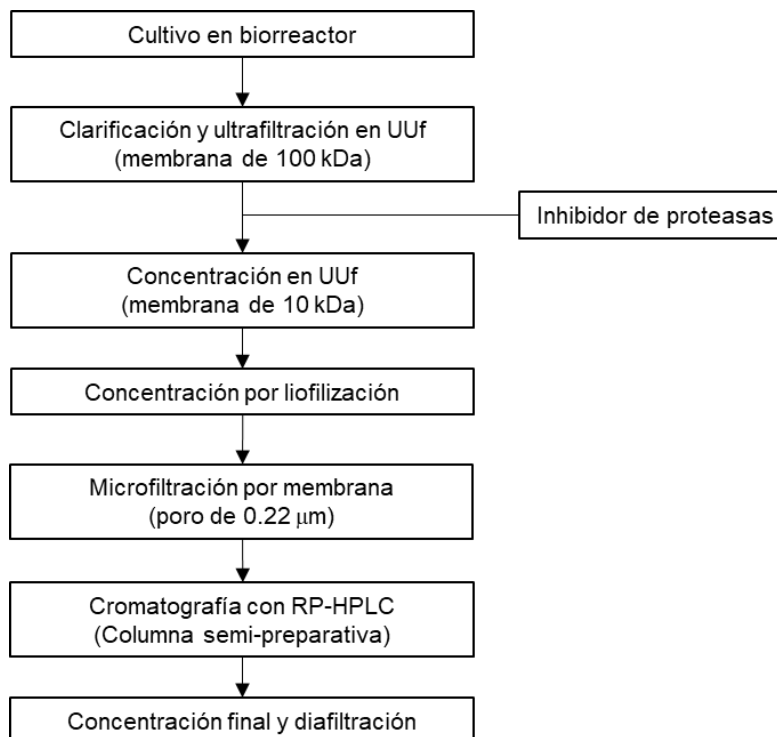 Cultivo en biorreactor
Clarificación y ultrafiltración en UUf
(membrana de 100 kDa)
Inhibidor de proteasas
Concentración en UUf
(membrana de 10 kDa)
Concentración por liofilización
Microfiltración por membrana
(poro de 0.22 μm)
Cromatografía con RP-HPLC
(Columna semi-preparativa)
Concentración final y diafiltración